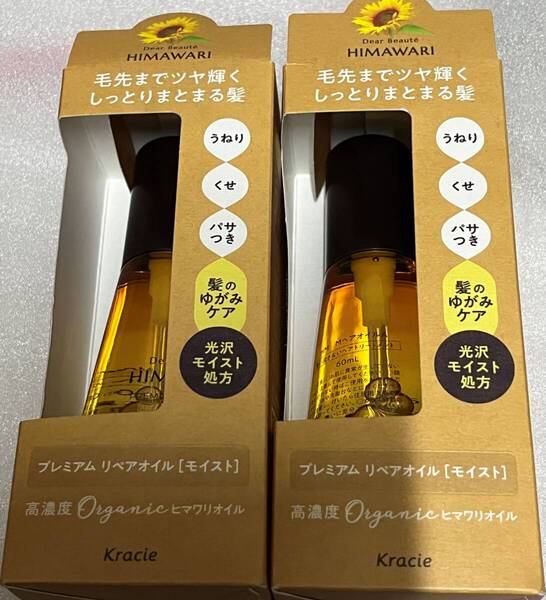 Dear Beauté
HIMAWARI
毛先までツヤ輝く
しっとりまとまる髪
うねり
くせ
パサ
つき
髪の
ゆがみ
ケア
光沢
モイスト
処方
プレミアム リペアオイル［モイスト］
高濃度 Organic ヒマワリオイル
Kracie
Dear Beauté
HIMAWARI
毛先までツヤ輝く
しっとりまとまる髪
うねり
くせ
パサ
つき
髪の
ゆがみ
ケア
光沢
モイスト
処方
60mL
プレミアム リペアオイル［モイスト］
高濃度 Organic ヒマワリオイル
Kracie